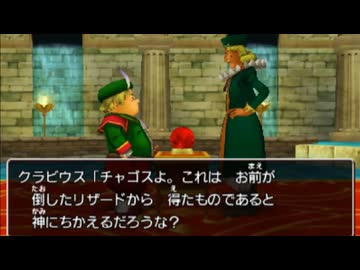 クラビウス「チャゴスよ。これは　お前が
倒したリザードから　得たものであると
神にちかえるだろうな？